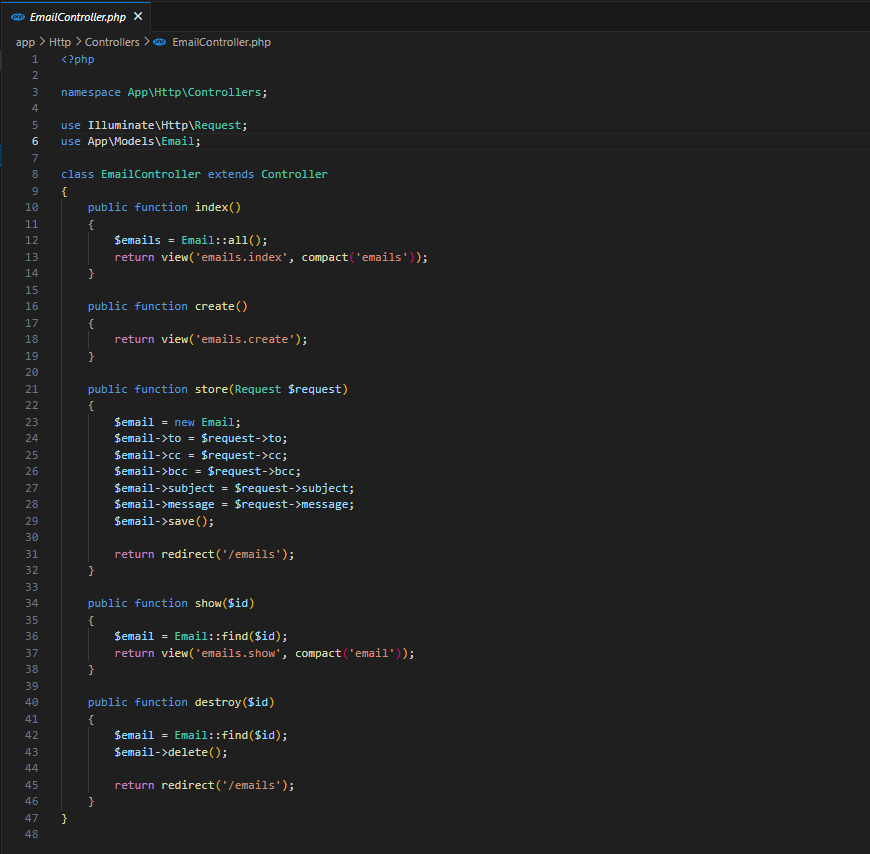 EmailController.php
app > Http > Controllers > EmailController.php
1 <?php
2
3 namespace App\Http\Controllers;
4
5 use Illuminate\Http\Request;
6 use App\Models\Email;
7
8 class EmailController extends Controller
9 {
10     public function index()
11     {
12         $emails = Email::all();
13         return view('emails.index', compact('emails'));
14     }
15
16     public function create()
17     {
18         return view('emails.create');
19     }
20
21     public function store(Request $request)
22     {
23         $email = new Email;
24         $email->to = $request->to;
25         $email->cc = $request->cc;
26         $email->bcc = $request->bcc;
27         $email->subject = $request->subject;
28         $email->message = $request->message;
29         $email->save();
30
31         return redirect('/emails');
32     }
33
34     public function show($id)
35     {
36         $email = Email::find($id);
37         return view('emails.show', compact('email'));
38     }
39
40     public function destroy($id)
41     {
42         $email = Email::find($id);
43         $email->delete();
44
45         return redirect('/emails');
46     }
47 }
48